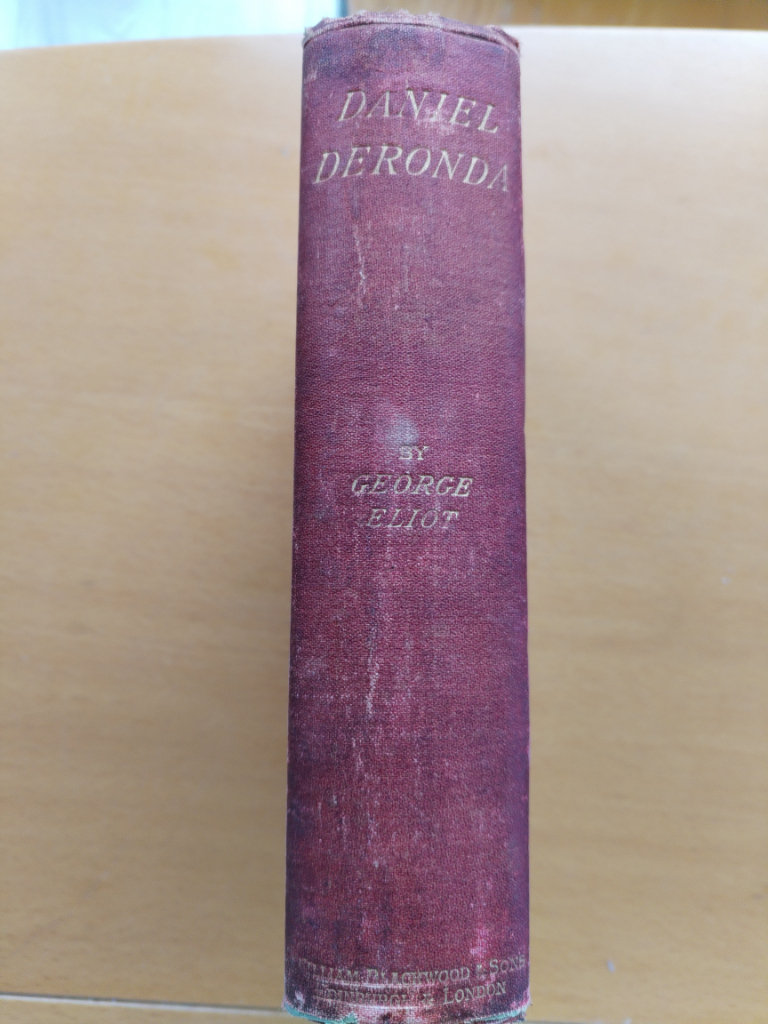 DANIEL
DERONDA
BY
GEORGE
ELIOT
WILLIAM BLACKWOOD & SONS
EDINBURGH & LONDON